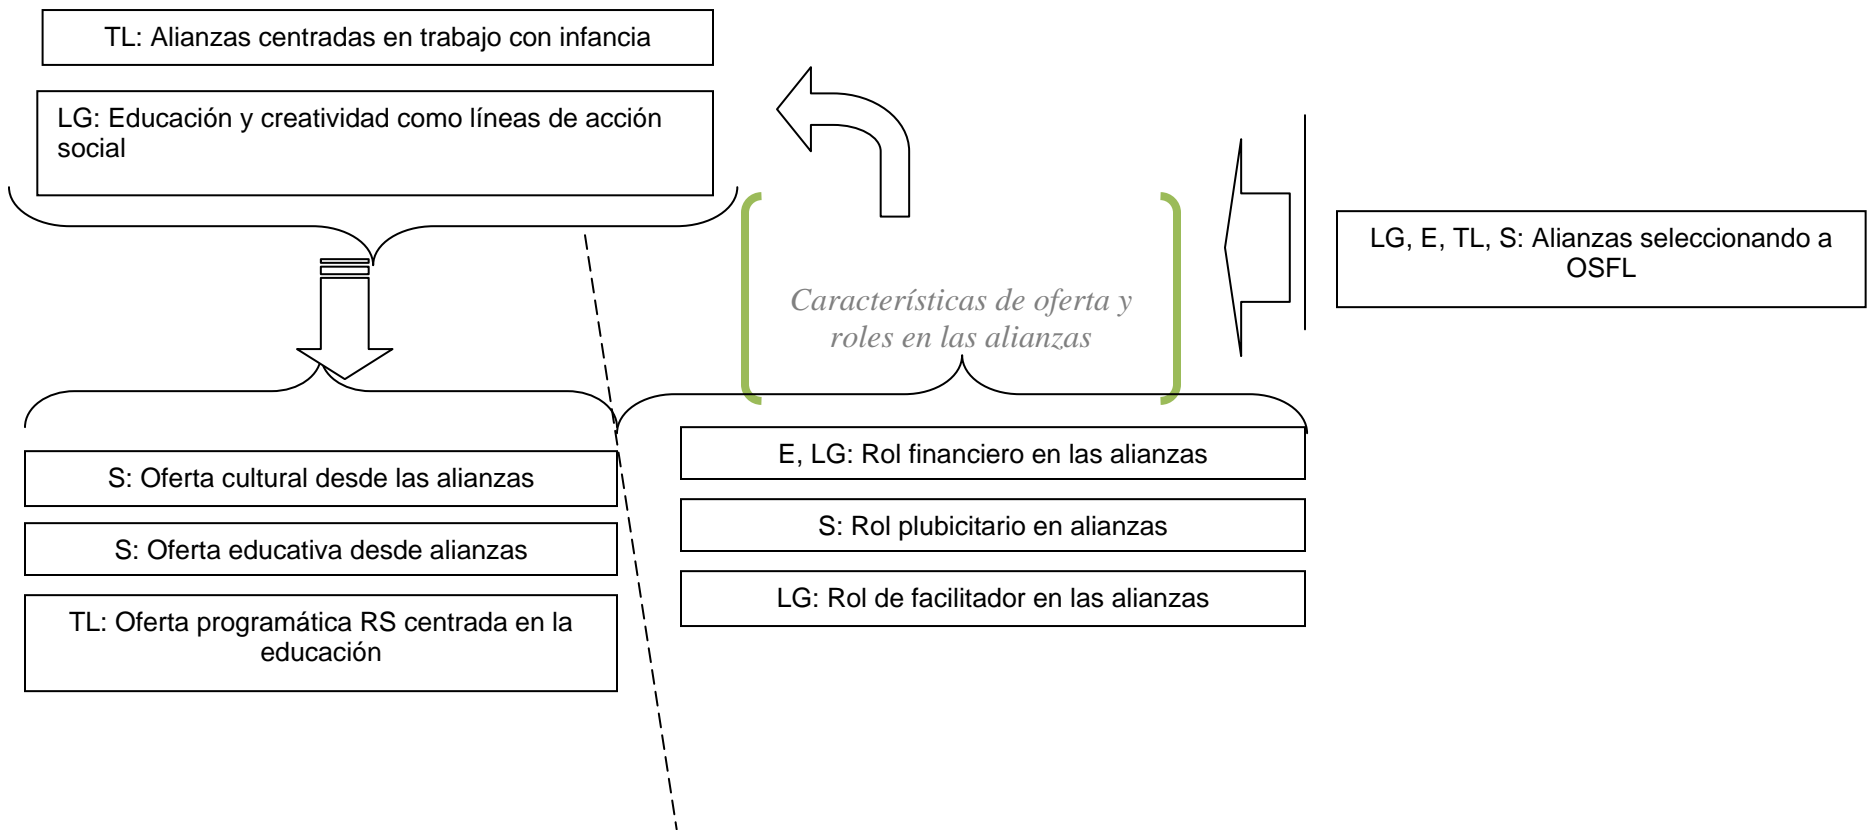 TL: Alianzas centradas en trabajo con infancia
LG: Educación y creatividad como líneas de acción
social
LG, E, TL, S: Alianzas seleccionando a
OSFL
Característicias de oferta y
roles en las alianzas
S: Oferta cultural desde las alianzas
S: Oferta educativa desde alianzas
TL: Oferta programática RS centrada en la
educación
E, LG: Rol financiero en las alianzas
S: Rol plubicitario en alianzas
LG: Rol de facilitador en las alianzas